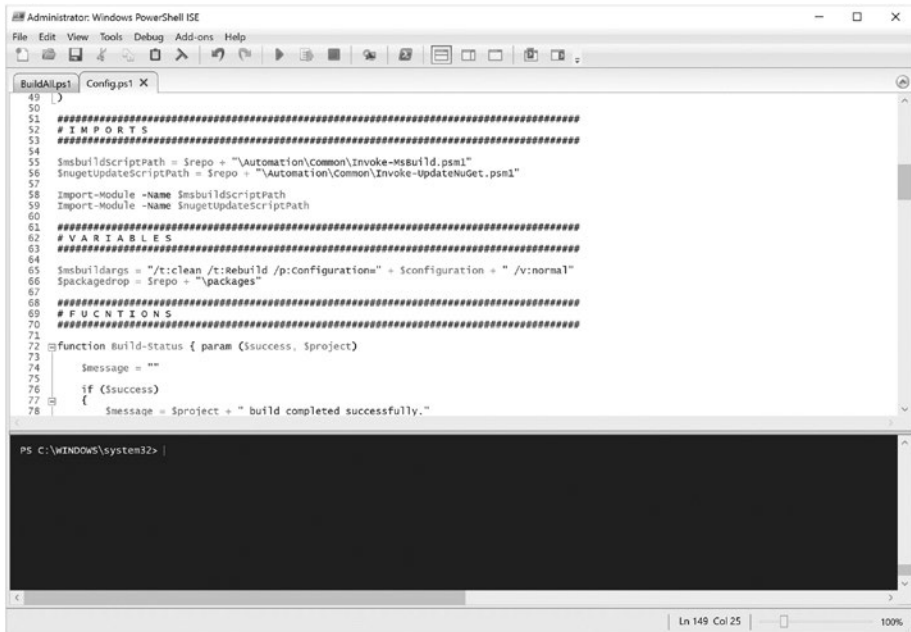 Administrator: Windows PowerShell ISE
File Edit View Tools Debug Add-ons Help
BuildAll.ps1 Config.ps1 X
49 )
50
51 ################################################################################
52 # I M P O R T S
53 ################################################################################
54
55 $msbuildScriptPath = $repo + "\Automation\Common\Invoke-MsBuild.psm1"
56 $nugetUpdateScriptPath = $repo + "\Automation\Common\Invoke-UpdateNuGet.psm1"
57
58 Import-Module -Name $msbuildScriptPath
59 Import-Module -Name $nugetUpdateScriptPath
60
61 ################################################################################
62 # V A R I A B L E S
63 ################################################################################
64
65 $msbuildargs = "/t:clean /t:Rebuild /p:Configuration=" + $configuration + " /v:normal"
66 $packagedrop = $repo + "\packages"
67
68 ################################################################################
69 # F U C N T I O N S
70 ################################################################################
71
72 function Build-Status { param ($success, $project)
73
74 $message = ""
75
76 if ($success)
77 {
78 $message = $project + " build completed successfully."
PS C:\WINDOWS\system32>
Ln 149 Col 25 100%